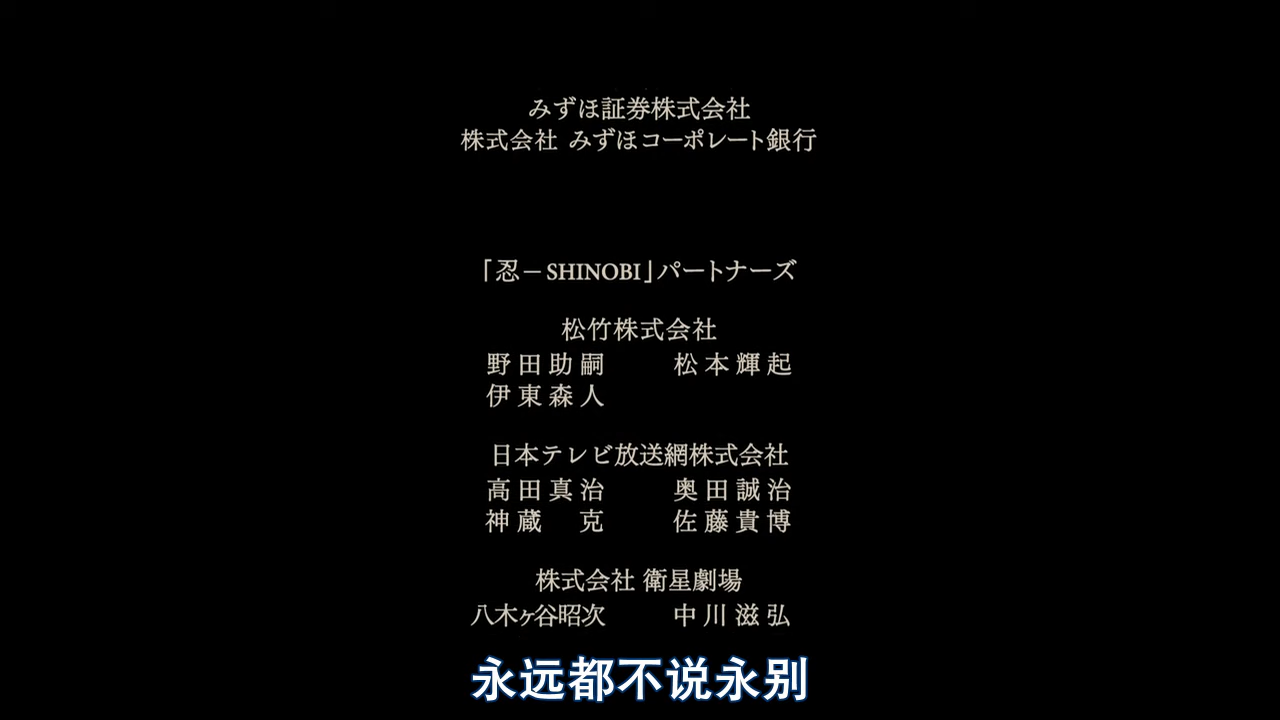 みずほ証券株式会社
株式会社 みずほコーポレート銀行
「忍－SHINOBI」パートナーズ
松竹株式会社
野田助嗣 松本輝起
伊東森人
日本テレビ放送網株式会社
高田真治 奥田誠治
神蔵 克 佐藤貴博
株式会社 衛星劇場
八木ヶ谷昭次 中川滋弘
永远都不说永别